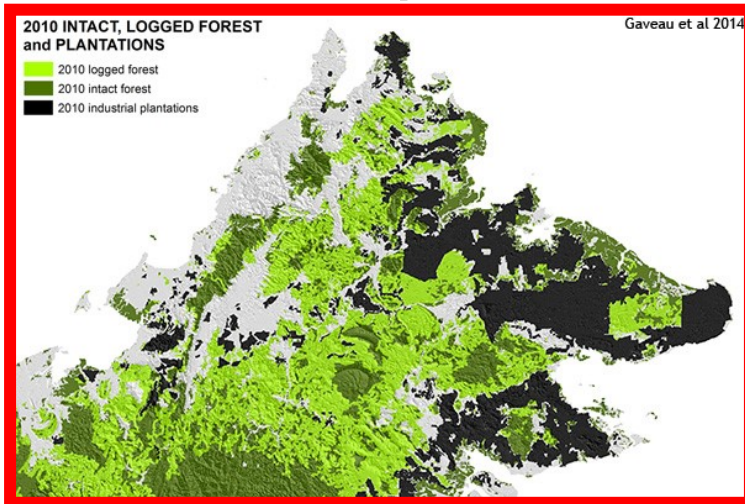 2010 INTACT, LOGGED FOREST
and PLANTATIONS
Gaveau et al 2014
2010 logged forest
2010 intact forest
2010 industrial plantations